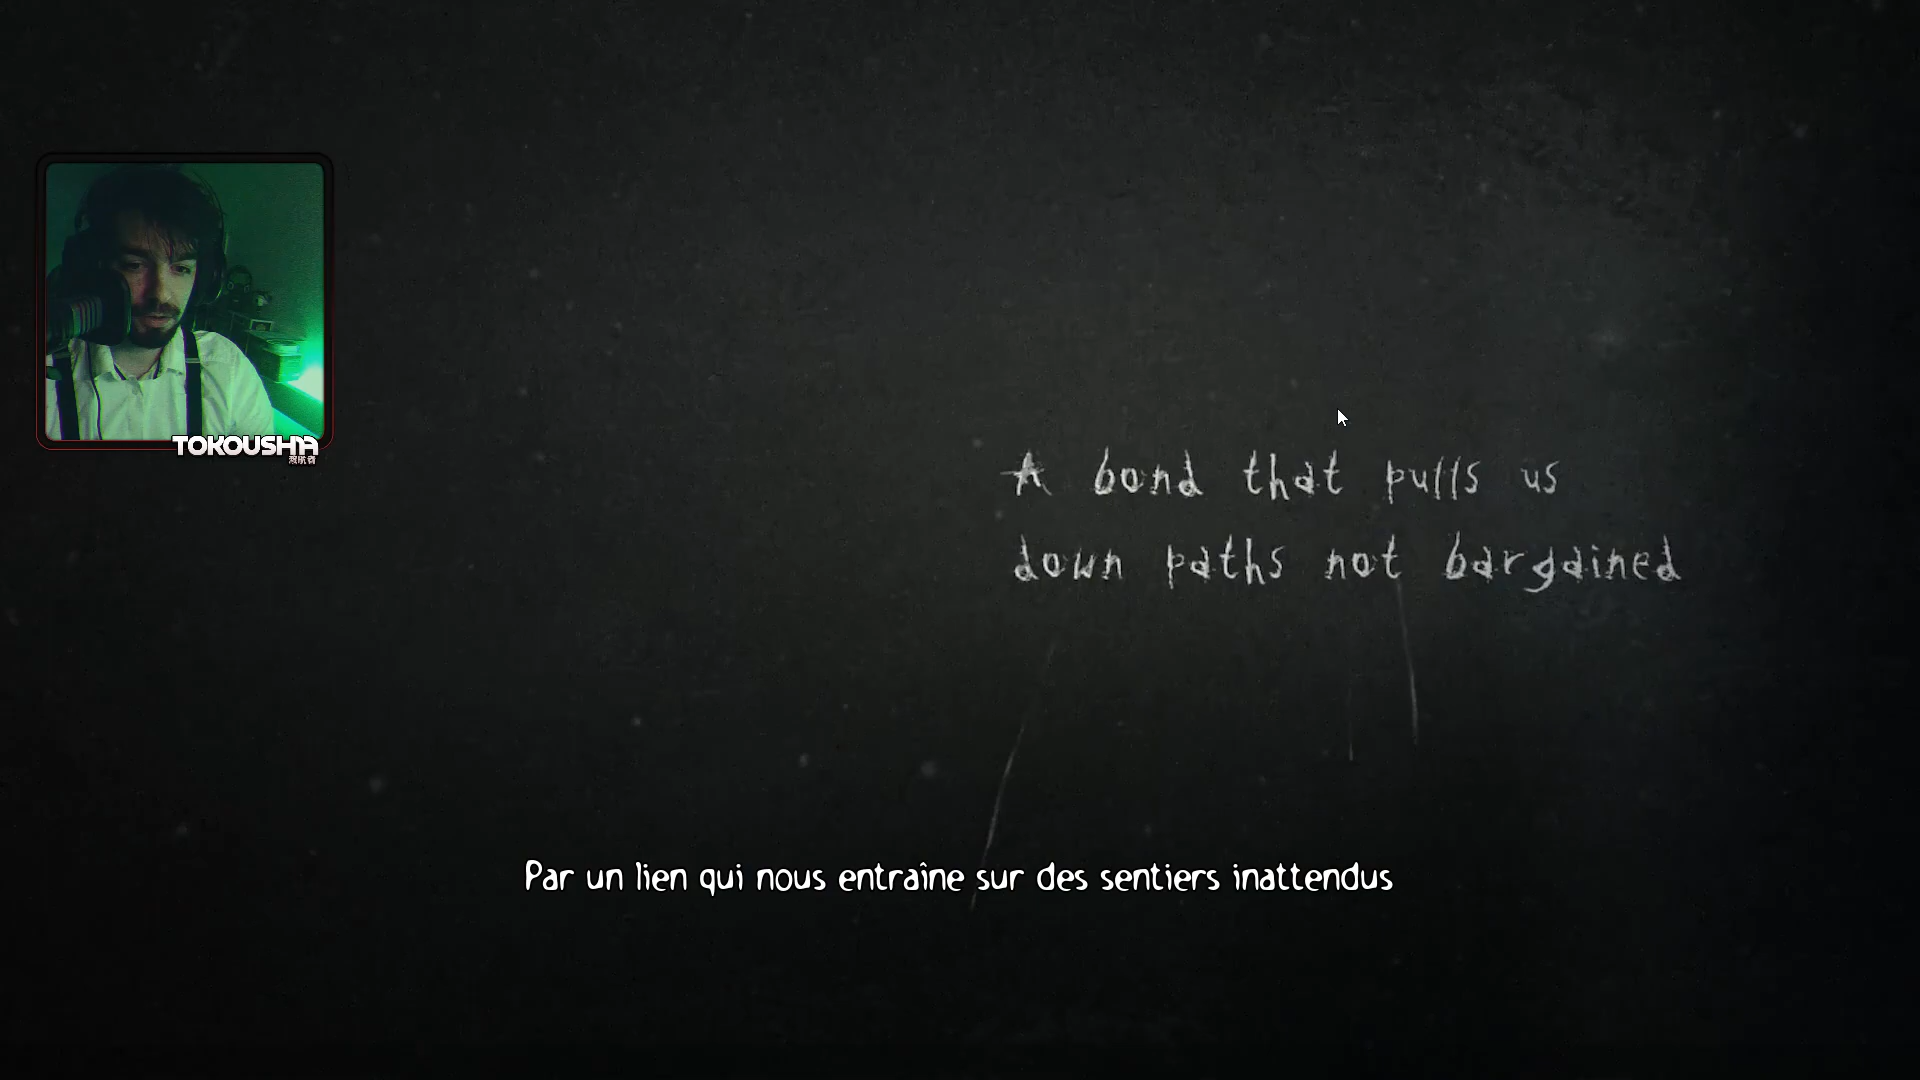 TOKOUSHA
A bond that pulls us
down paths not bargained
Par un lien qui nous entraîne sur des sentiers inattendus